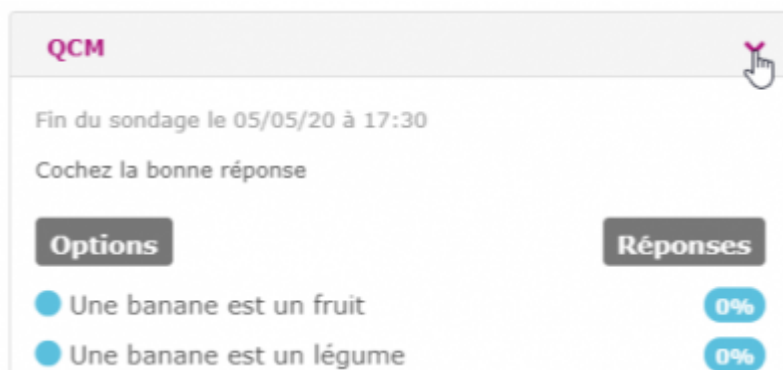 QCM
Fin du sondage le 05/05/20 à 17:30
Cochez la bonne réponse
Options Réponses
Une banane est un fruit 0%
Une banane est un légume 0%